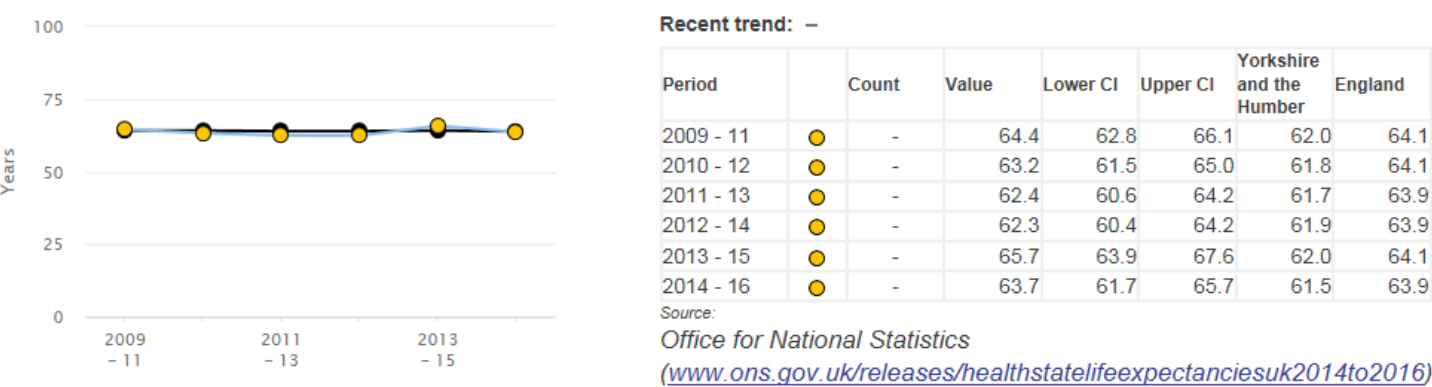 100
75
50
25
0
Years
2009
- 11
2011
- 13
2013
- 15
Recent trend: –
Period Count Value Lower CI Upper CI Yorkshire and the Humber England
2009 - 11 - 64.4 62.8 66.1 62.0 64.1
2010 - 12 - 63.2 61.5 65.0 61.8 64.1
2011 - 13 - 62.4 60.6 64.2 61.7 63.9
2012 - 14 - 62.3 60.4 64.2 61.9 63.9
2013 - 15 - 65.7 63.9 67.6 62.0 64.1
2014 - 16 - 63.7 61.7 65.7 61.5 63.9
Source:
Office for National Statistics
(www.ons.gov.uk/releases/healthstatelifeexpectanciesuk2014to2016)